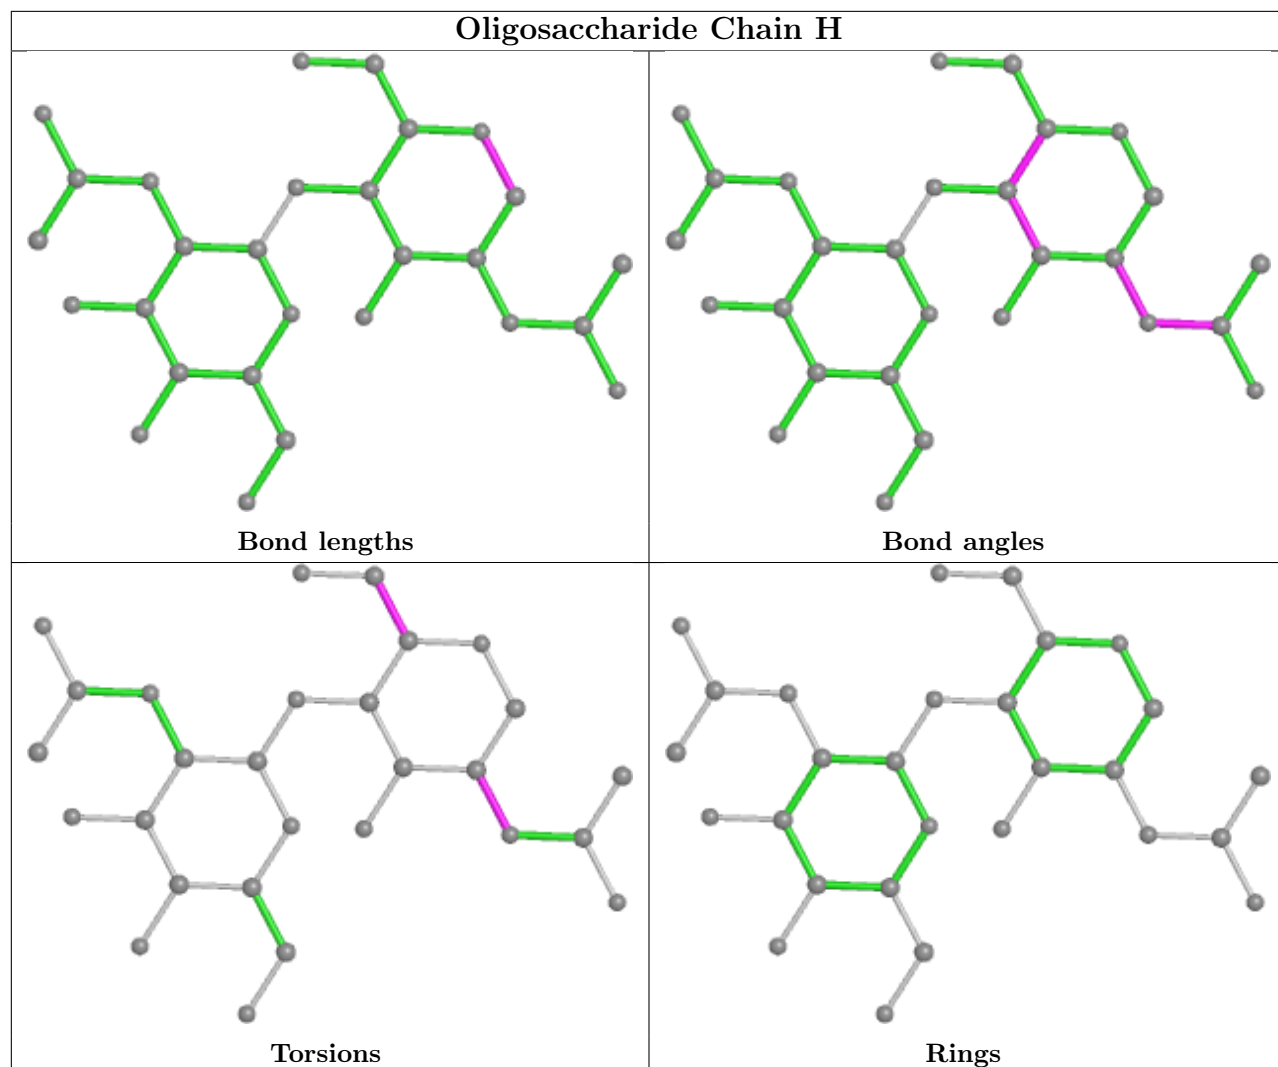 Oligosaccharide Chain H
Bond lengths
Bond angles
Torsions
Rings